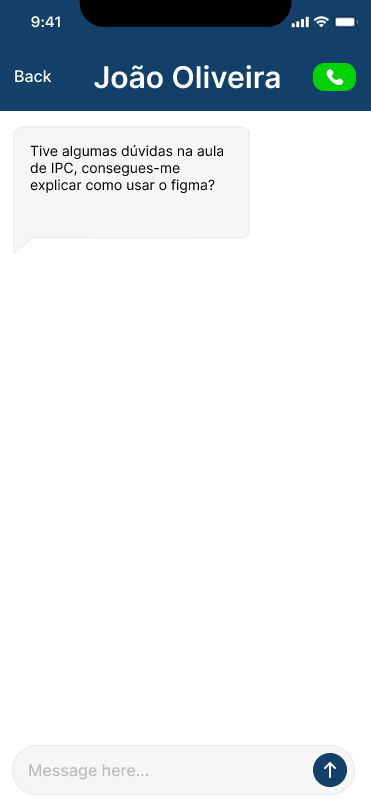 9:41
Back
João Oliveira
Tive algumas dúvidas na aula
de IPC, consegues-me
explicar como usar o figma?
Message here...